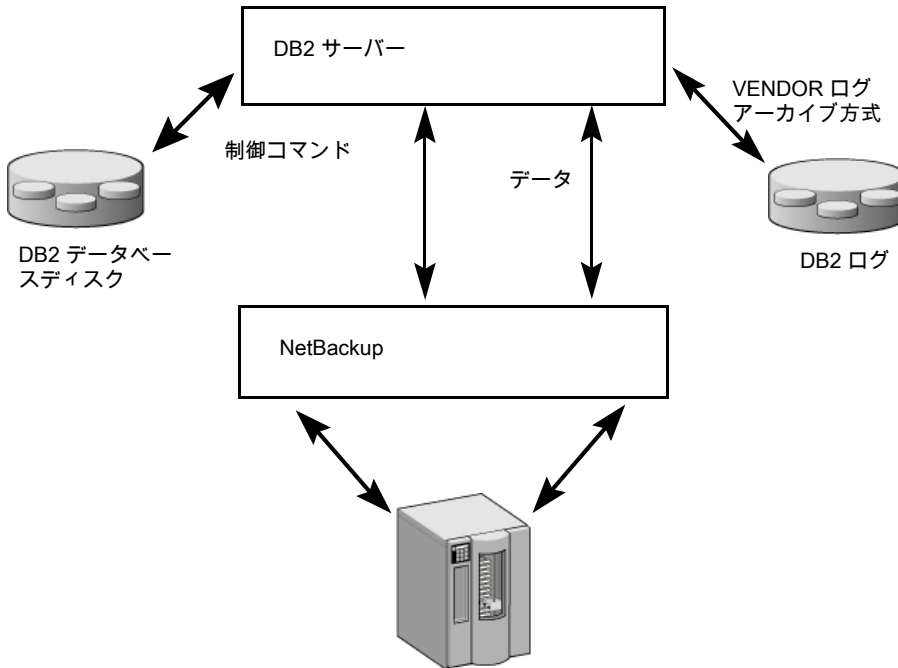 DB2 サーバー
VENDOR ログ
アーカイブ方式
制御コマンド
データ
DB2 データベー
スディスク
DB2 ログ
NetBackup